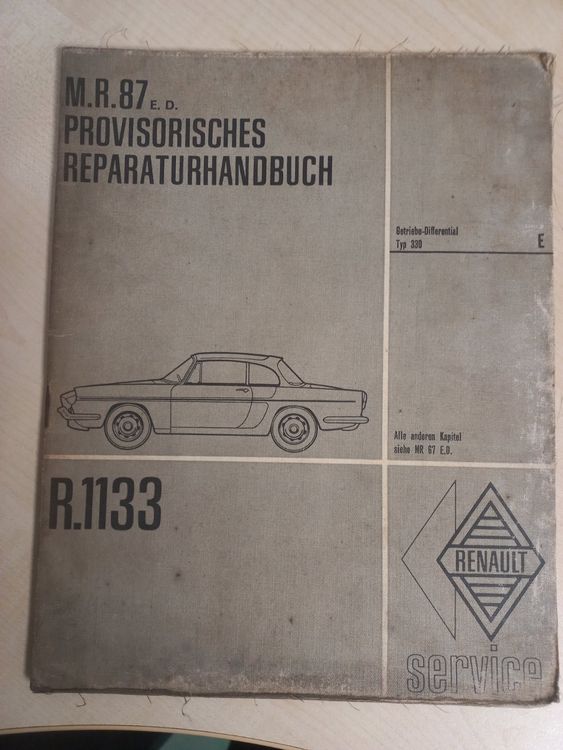 M.R.87 E. D.
PROVISORISCHES
REPARATURHANDBUCH
Getriebe-Differential
Typ 330
E
Alle anderen Kapitel
siehe MR 67 E.D.
R.1133
RENAULT
service